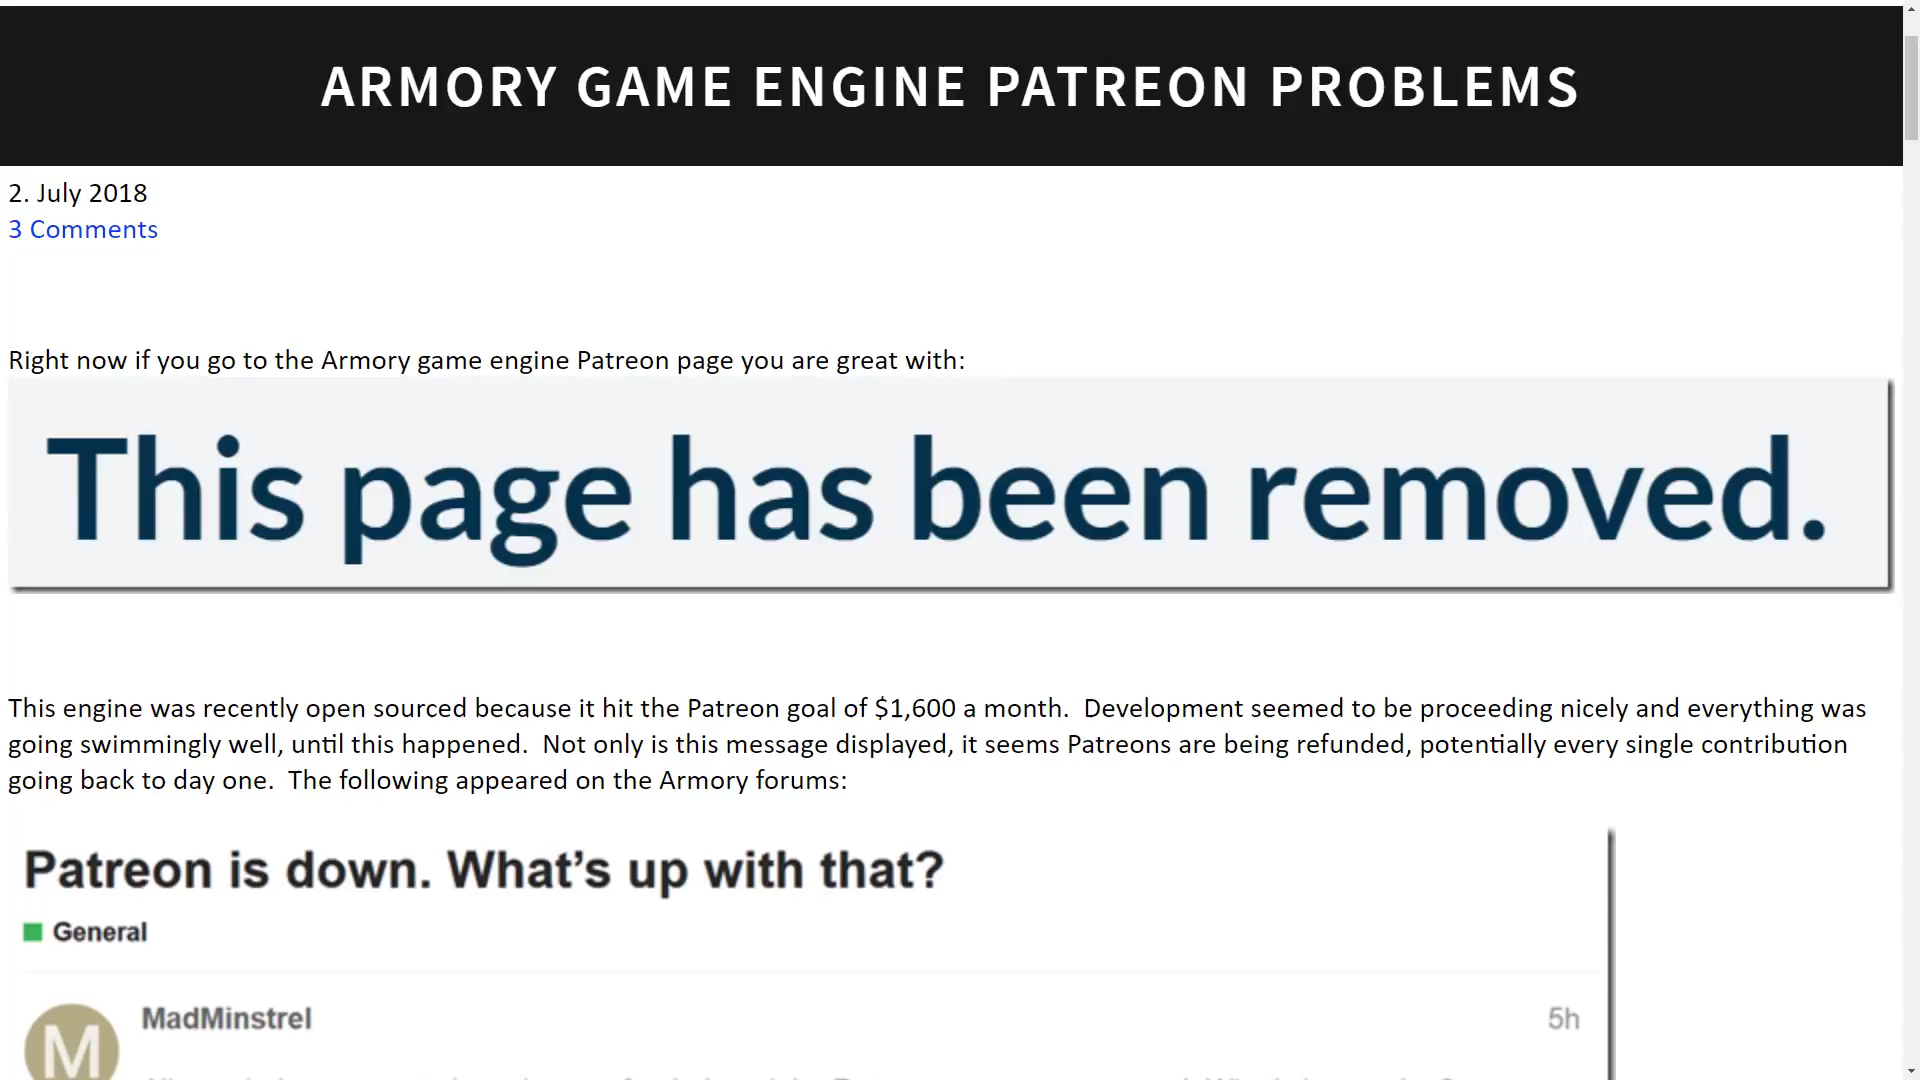 ARMORY GAME ENGINE PATREON PROBLEMS
2. July 2018
3 Comments
Right now if you go to the Armory game engine Patreon page you are great with:
This page has been removed.
This engine was recently open sourced because it hit the Patreon goal of $1,600 a month.  Development seemed to be proceeding nicely and everything was
going swimmingly well, until this happened.  Not only is this message displayed, it seems Patreons are being refunded, potentially every single contribution
going back to day one.  The following appeared on the Armory forums:
Patreon is down. What’s up with that?
General
M MadMinstrel 5h